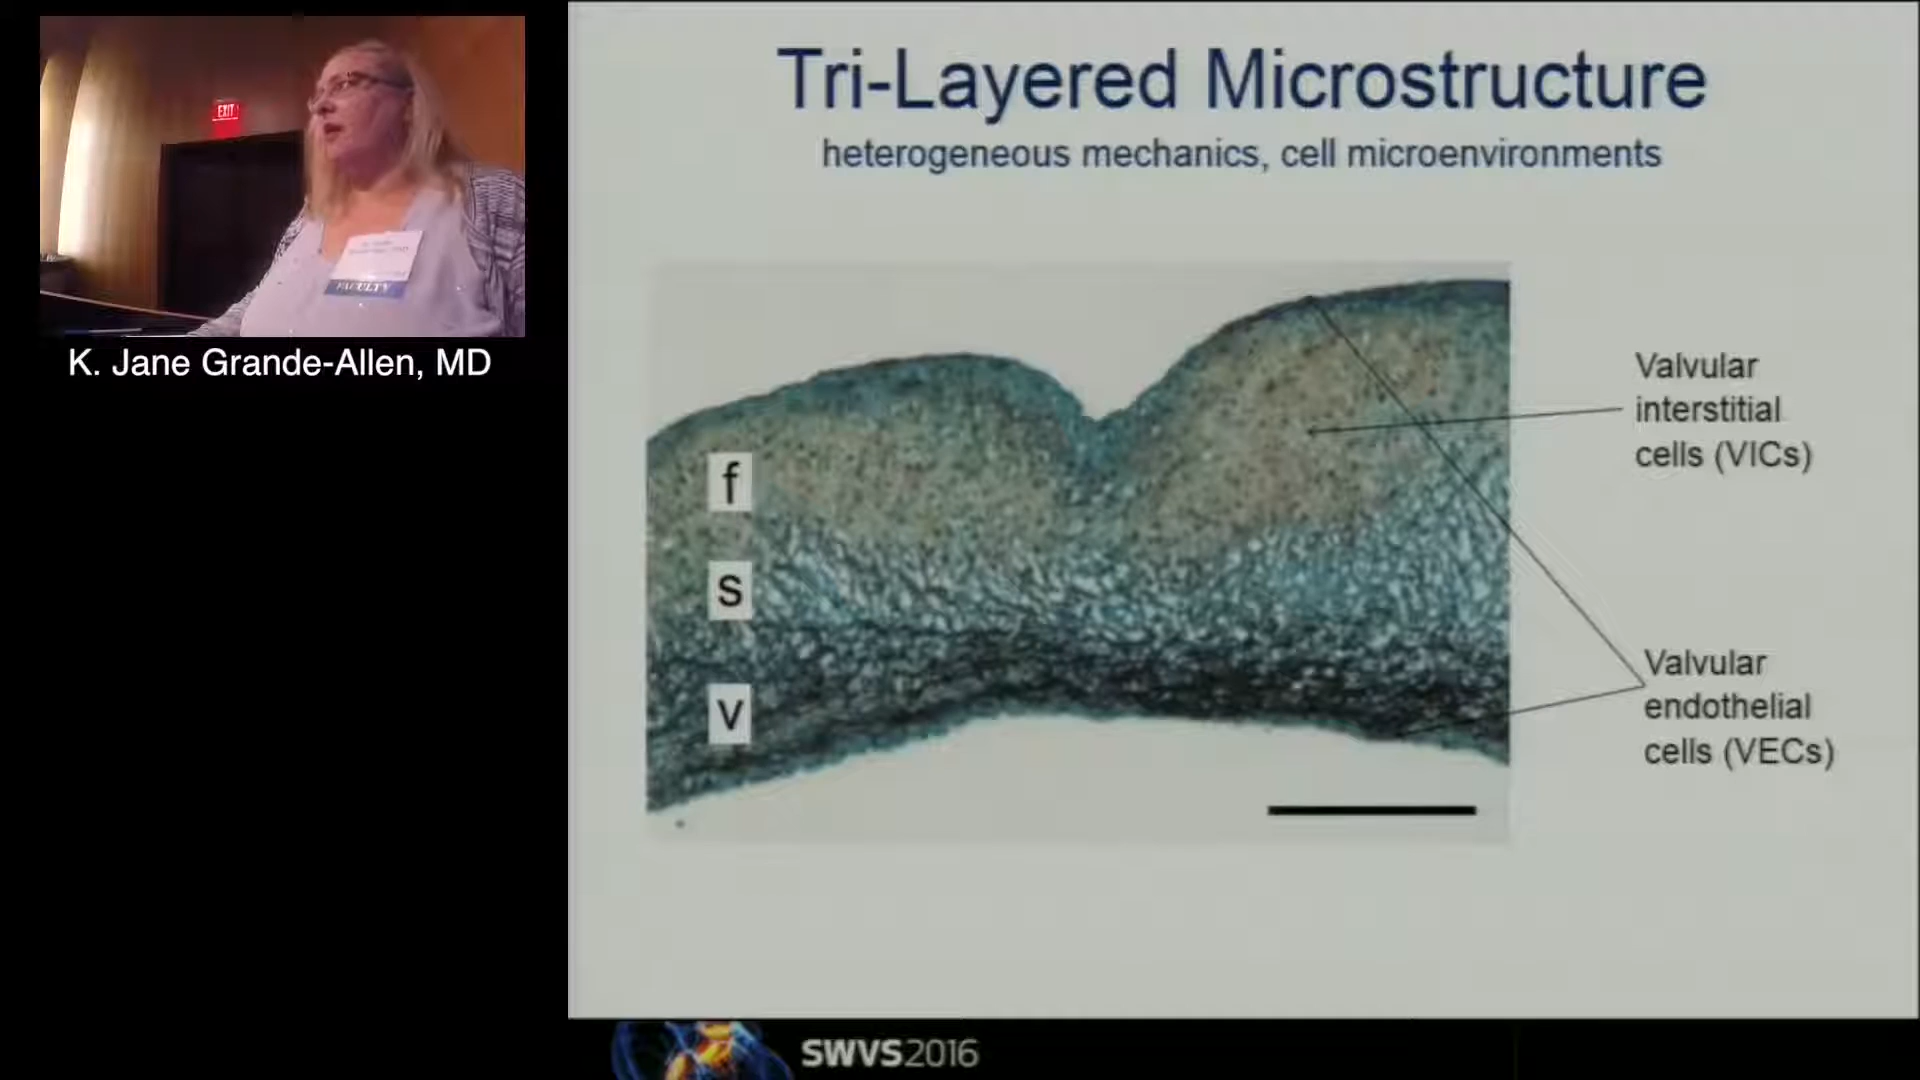 EXIT
FACULTY
K. Jane Grande-Allen, MD
Tri-Layered Microstructure
heterogeneous mechanics, cell microenvironments
f
s
v
Valvular
interstitial
cells (VICs)
Valvular
endothelial
cells (VECs)
SWVS2016